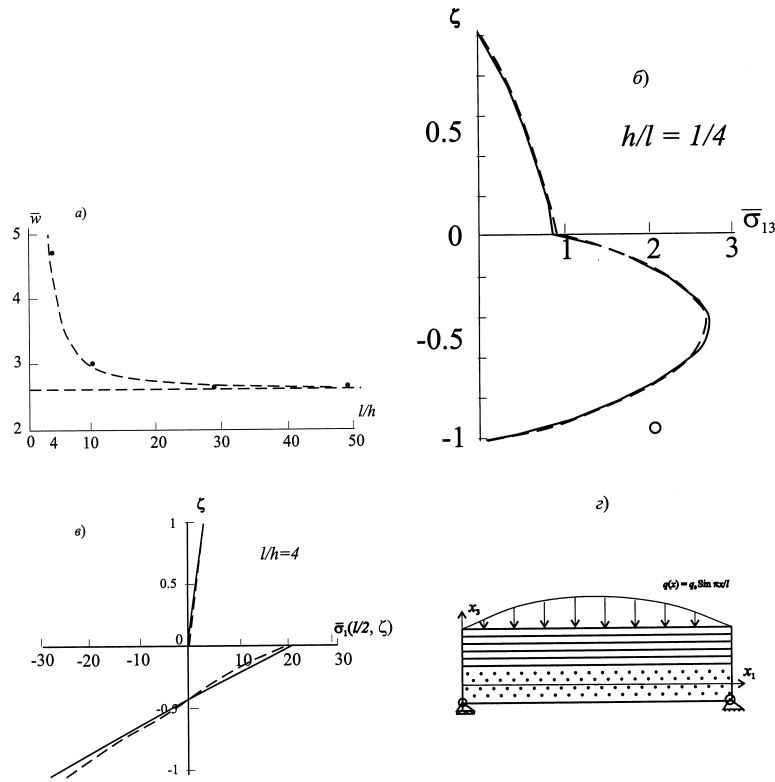 w̅
а)
5
4
3
2
0 4 10 20 30 40 50
l/h
ζ
б)
h/l = 1/4
0.5
0
-0.5
-1
1 2 3
σ̅₁₃
в)
ζ
l/h=4
1
0.5
0
-0.5
-1
-30 -20 -10 10 20 30
σ̅₁(l/2, ζ)
г)
q(x) = q₀ Sin πx/l
x₃
x₁